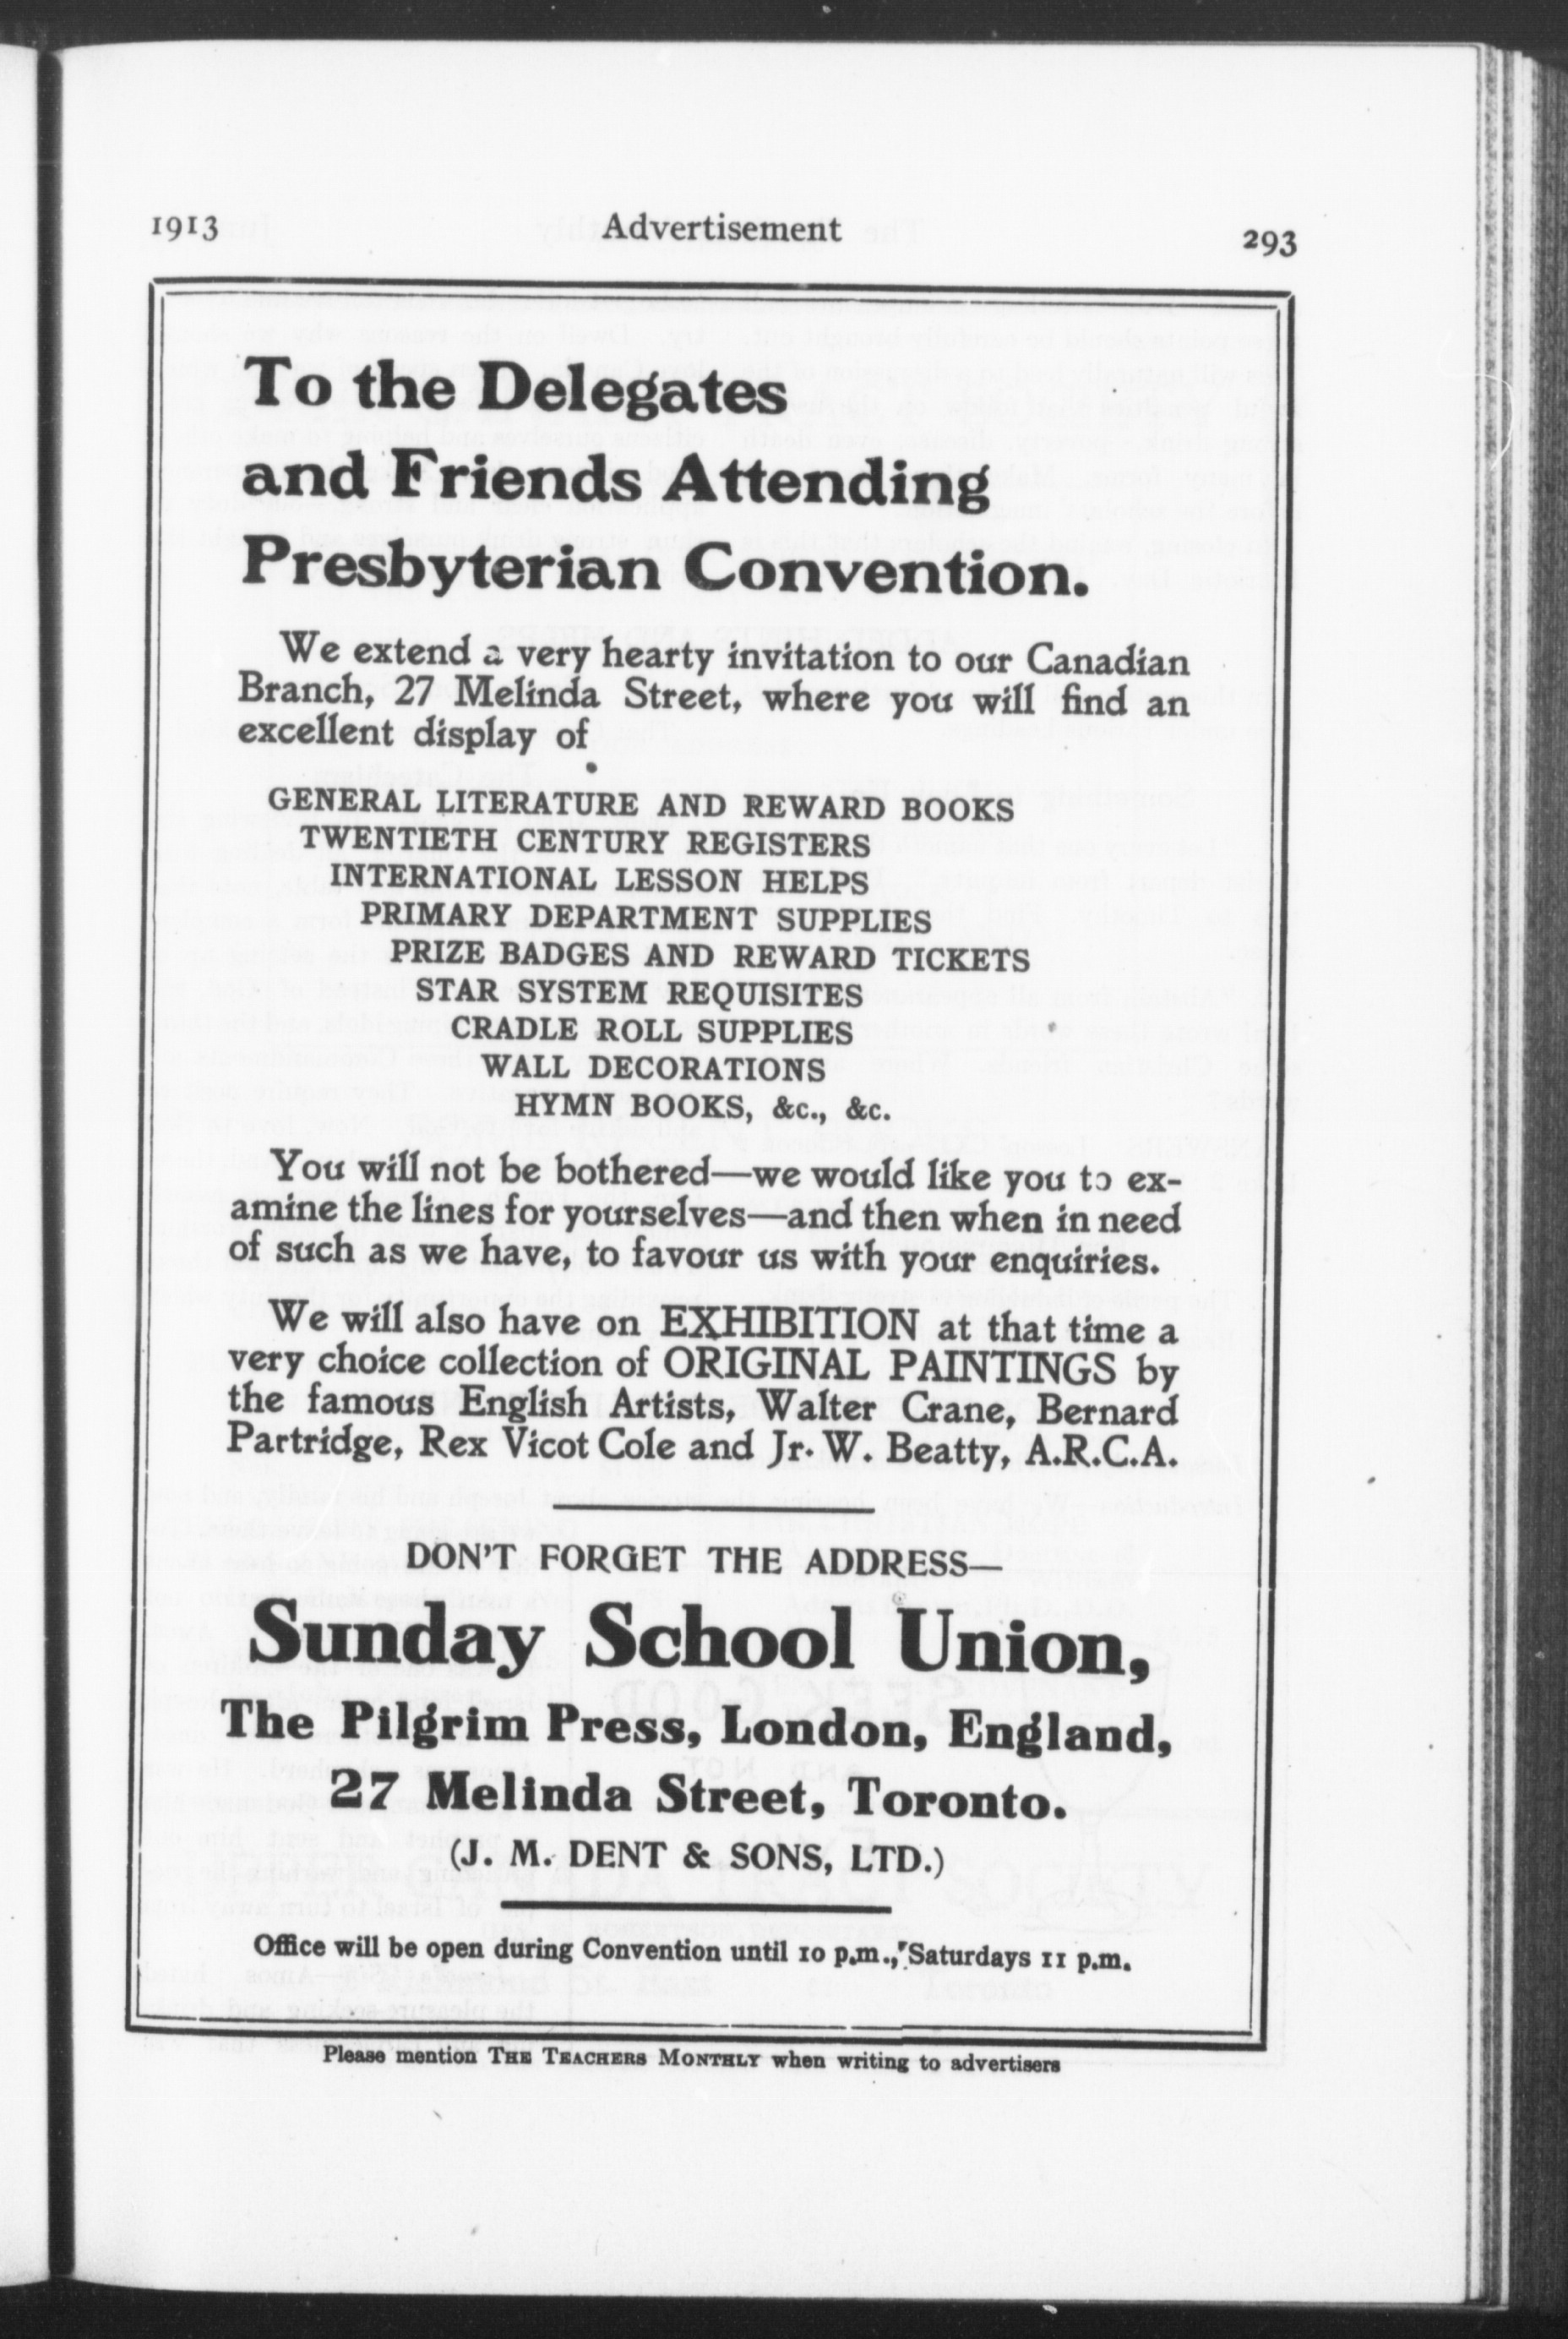 1913 Advertisement 293
To the Delegates
and Friends Attending
Presbyterian Convention.
We extend a very hearty invitation to our Canadian
Branch, 27 Melinda Street, where you will find an
excellent display of
GENERAL LITERATURE AND REWARD BOOKS
TWENTIETH CENTURY REGISTERS
INTERNATIONAL LESSON HELPS
PRIMARY DEPARTMENT SUPPLIES
PRIZE BADGES AND REWARD TICKETS
STAR SYSTEM REQUISITES
CRADLE ROLL SUPPLIES
WALL DECORATIONS
HYMN BOOKS, &c., &c.
You will not be bothered—we would like you to ex-
amine the lines for yourselves—and then when in need
of such as we have, to favour us with your enquiries.
We will also have on EXHIBITION at that time a
very choice collection of ORIGINAL PAINTINGS by
the famous English Artists, Walter Crane, Bernard
Partridge, Rex Vicot Cole and Jr. W. Beatty, A.R.C.A.
DON'T FORGET THE ADDRESS—
Sunday School Union,
The Pilgrim Press, London, England,
27 Melinda Street, Toronto.
(J. M. DENT & SONS, LTD.)
Office will be open during Convention until 10 p.m., Saturdays 11 p.m.
Please mention THE TEACHERS MONTHLY when writing to advertisers